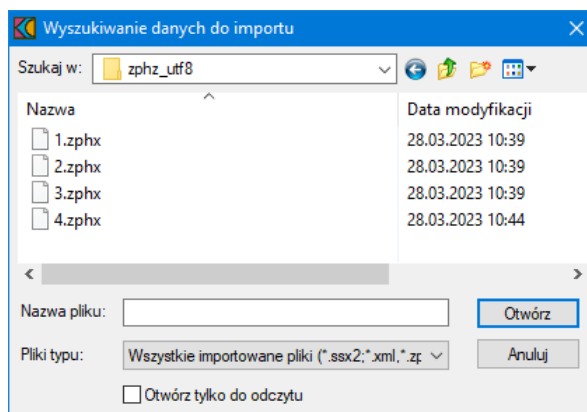 Wyszukiwanie danych do importu
Szukaj w: zphz_utf8
Nazwa Data modyfikacji
1.zphx 28.03.2023 10:39
2.zphx 28.03.2023 10:39
3.zphx 28.03.2023 10:39
4.zphx 28.03.2023 10:44
Nazwa pliku: Otwórz
Pliki typu: Wszystkie importowane pliki (*.ssx2;*.xml,*.zp Anuluj
Otwórz tylko do odczytu